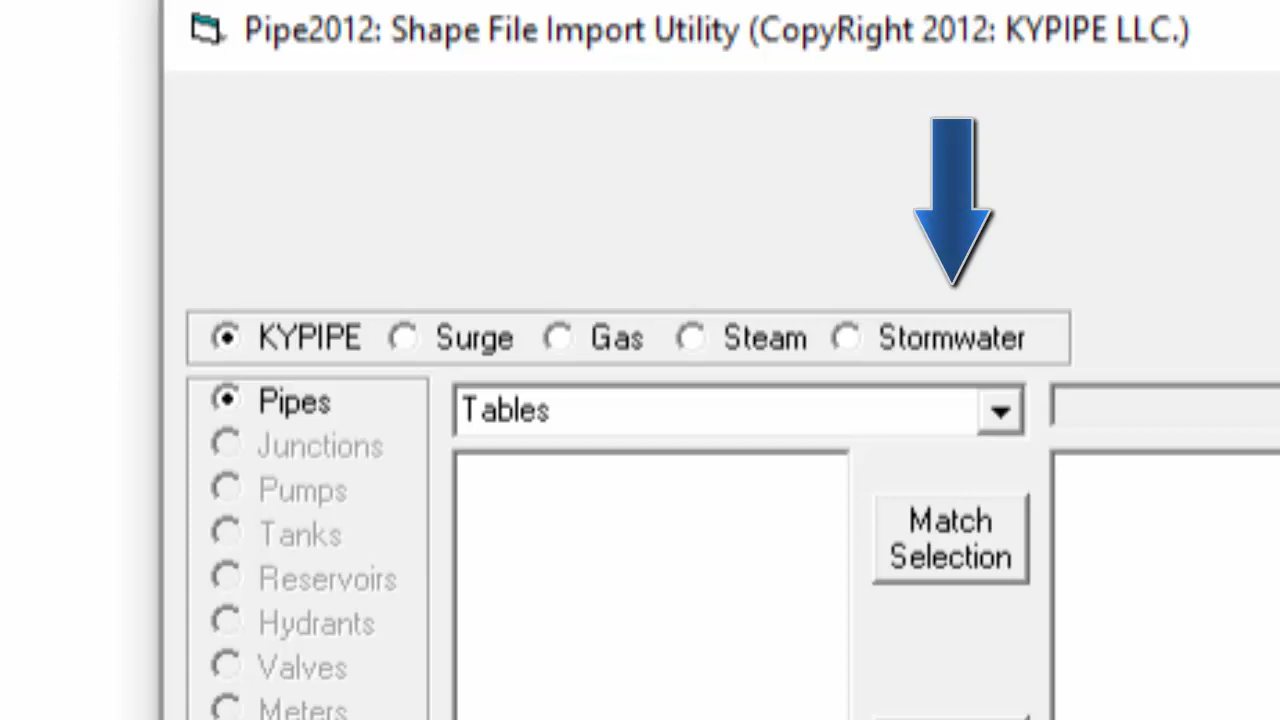 Pipe2012: Shape File Import Utility (CopyRight 2012: KYPIPE LLC.)
KYPIPE Surge Gas Steam Stormwater
Pipes
Tables
Junctions
Pumps
Match
Selection
Tanks
Reservoirs
Hydrants
Valves
Meters